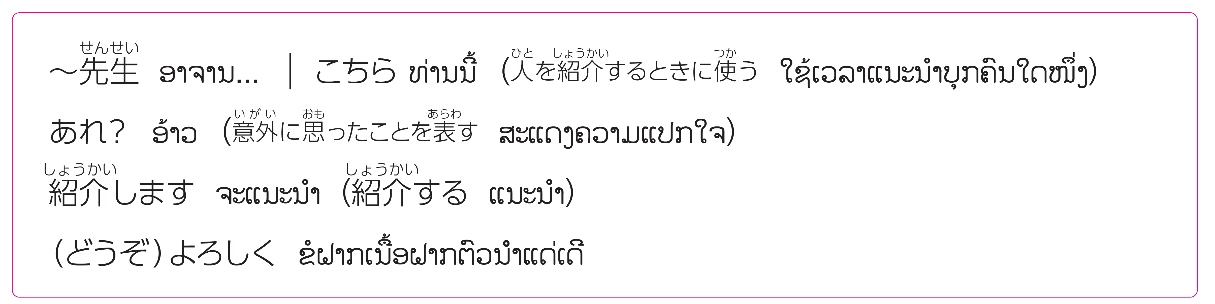 ～先生 ອາຈານ... | こちら ທ່ານນີ້ （人を紹介するときに使う ໃຊ້ເວລາແນະນຳບຸກຄົນໃດໜຶ່ງ）
あれ？ ອ້າວ （意外に思ったことを表す ສະແດງຄວາມແປກໃຈ）
紹介します ຈະແນະນຳ （紹介する ແນະນຳ）
（どうぞ）よろしく ຂໍຝາກເນື້ອຝາກຕົວນຳແດ່ເດີ